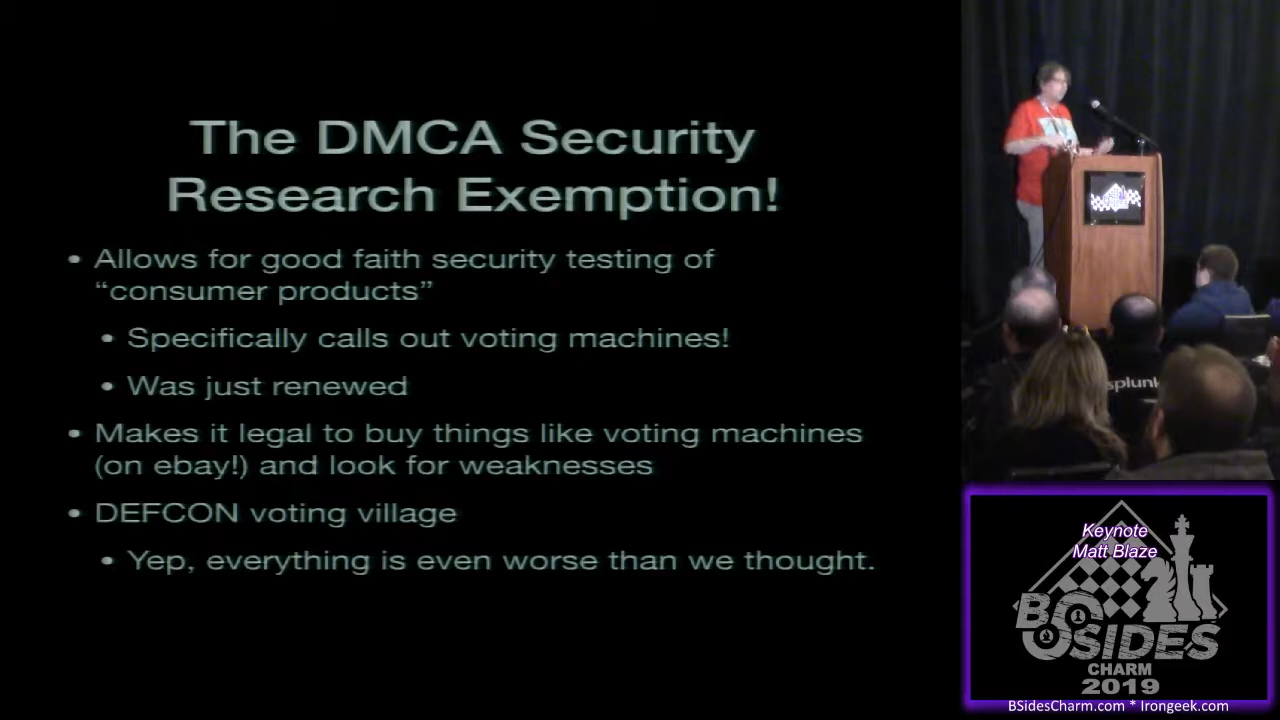 The DMCA Security
Research Exemption!
• Allows for good faith security testing of
“consumer products”
• Specifically calls out voting machines!
• Was just renewed
• Makes it legal to buy things like voting machines
(on ebay!) and look for weaknesses
• DEFCON voting village
• Yep, everything is even worse than we thought.
splunk
Keynote
Matt Blaze
BSIDES
CHARM
2019
BSidesCharm.com * Irongeek.com